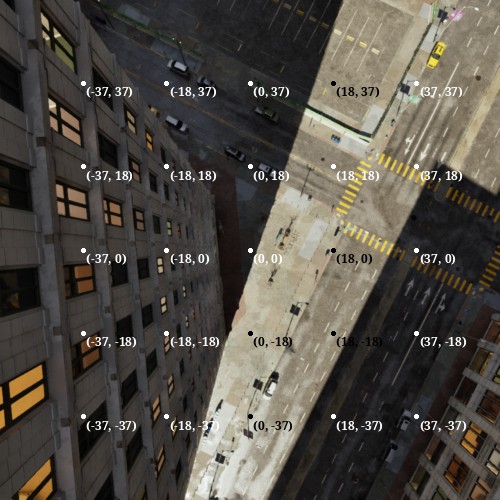 (-37, 37) (-18, 37) (0, 37) (18, 37) (37, 37)
(-37, 18) (-18, 18) (0, 18) (18, 18) (37, 18)
(-37, 0) (-18, 0) (0, 0) (18, 0) (37, 0)
(-37, -18) (-18, -18) (0, -18) (18, -18) (37, -18)
(-37, -37) (-18, -37) (0, -37) (18, -37) (37, -37)